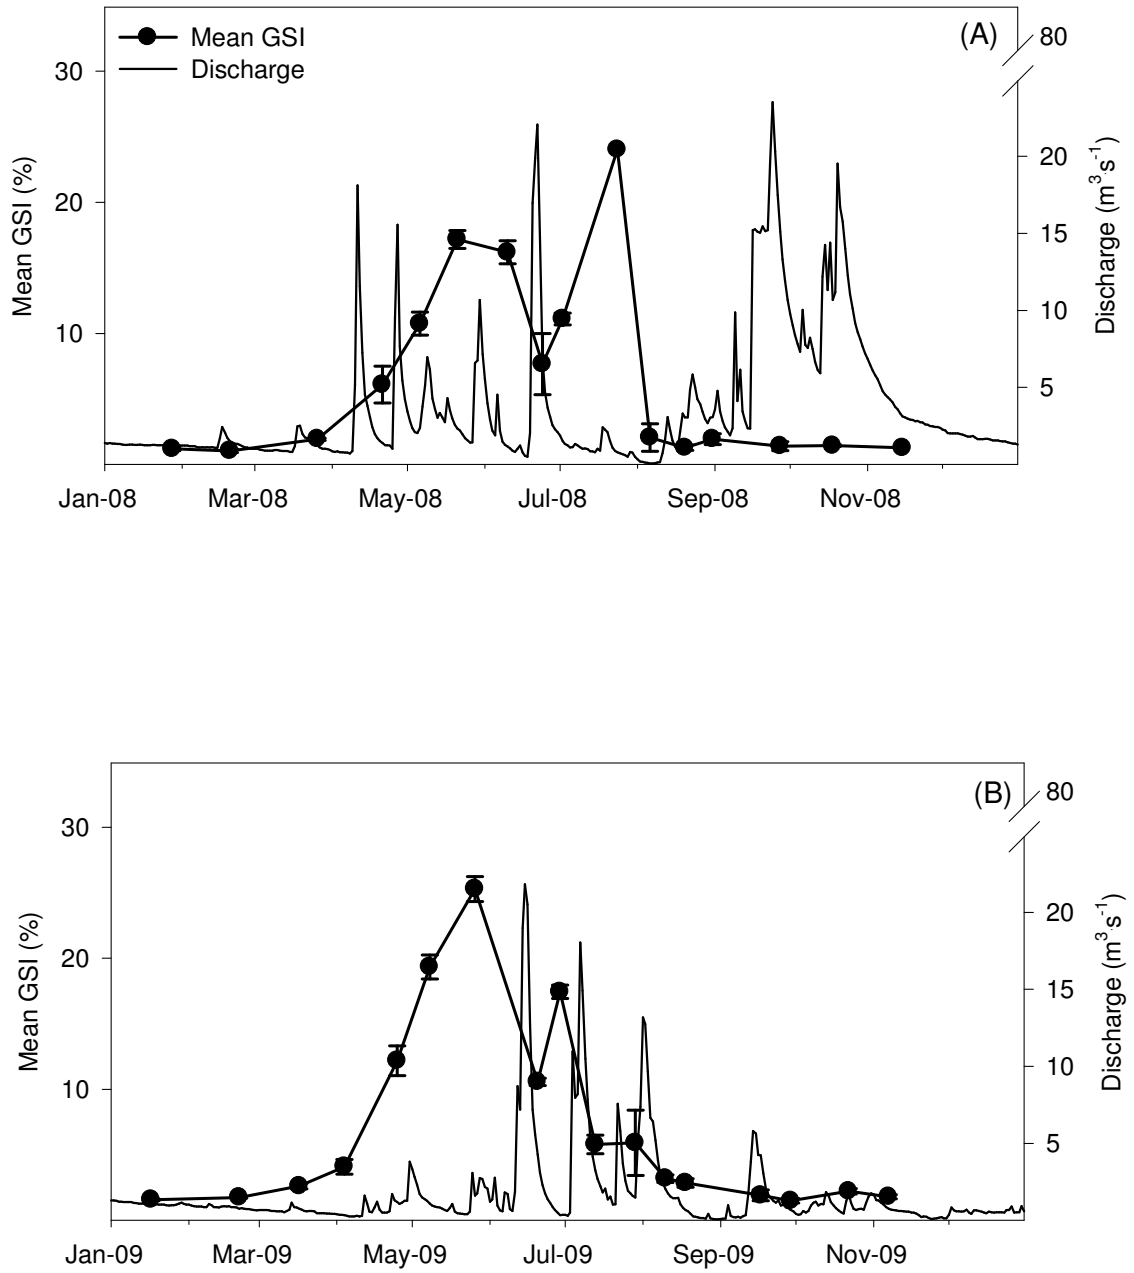 (A)
Mean GSI
Discharge
80
30
20
20
15
10
10
5
Mean GSI (%)
Discharge (m³·s⁻¹)
Jan-08 Mar-08 May-08 Jul-08 Sep-08 Nov-08
(B)
80
30
20
20
15
10
10
5
Mean GSI (%)
Discharge (m³·s⁻¹)
Jan-09 Mar-09 May-09 Jul-09 Sep-09 Nov-09